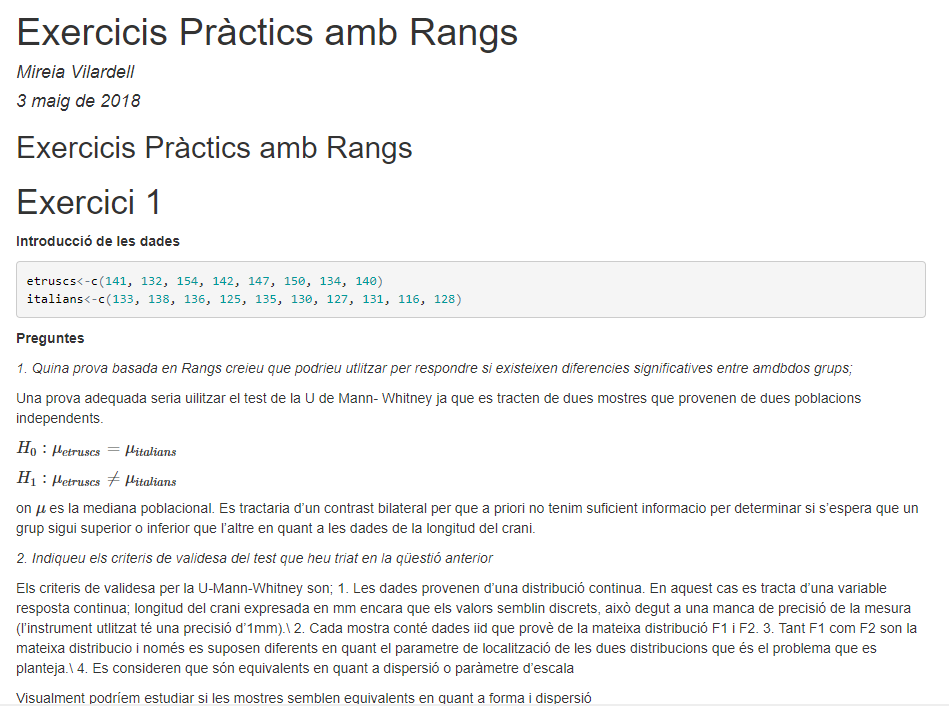 Exercicis Pràctics amb Rangs
Mireia Vilardell
3 maig de 2018
Exercicis Pràctics amb Rangs
Exercici 1
Introducció de les dades
etruscs<-c(141, 132, 154, 142, 147, 150, 134, 140)
italians<-c(133, 138, 136, 125, 135, 130, 127, 131, 116, 128)
Preguntes
1. Quina prova basada en Rangs creieu que podrieu utlitzar per respondre si existeixen diferencies significatives entre amdbdos grups;
Una prova adequada seria uilitzar el test de la U de Mann- Whitney ja que es tracten de dues mostres que provenen de dues poblacions
independents.
H₀ : μ_etruscs = μ_italians
H₁ : μ_etruscs ≠ μ_italians
on μ es la mediana poblacional. Es tractaria d'un contrast bilateral per que a priori no tenim suficient informacio per determinar si s'espera que un
grup sigui superior o inferior que l'altre en quant a les dades de la longitud del crani.
2. Indiqueu els criteris de validesa del test que heu triat en la qüestió anterior
Els criteris de validesa per la U-Mann-Whitney son; 1. Les dades provenen d'una distribució continua. En aquest cas es tracta d'una variable
resposta continua; longitud del crani expresada en mm encara que els valors semblin discrets, això degut a una manca de precisió de la mesura
(l'instrument utlitzat té una precisió d'1mm).\ 2. Cada mostra conté dades iid que provè de la mateixa distribució F1 i F2. 3. Tant F1 com F2 son la
mateixa distribucio i només es suposen diferents en quant el parametre de localització de les dues distribucions que és el problema que es
planteja.\ 4. Es consideren que són equivalents en quant a dispersió o paràmetre d'escala
Visualment podríem estudiar si les mostres semblen equivalents en quant a forma i dispersió